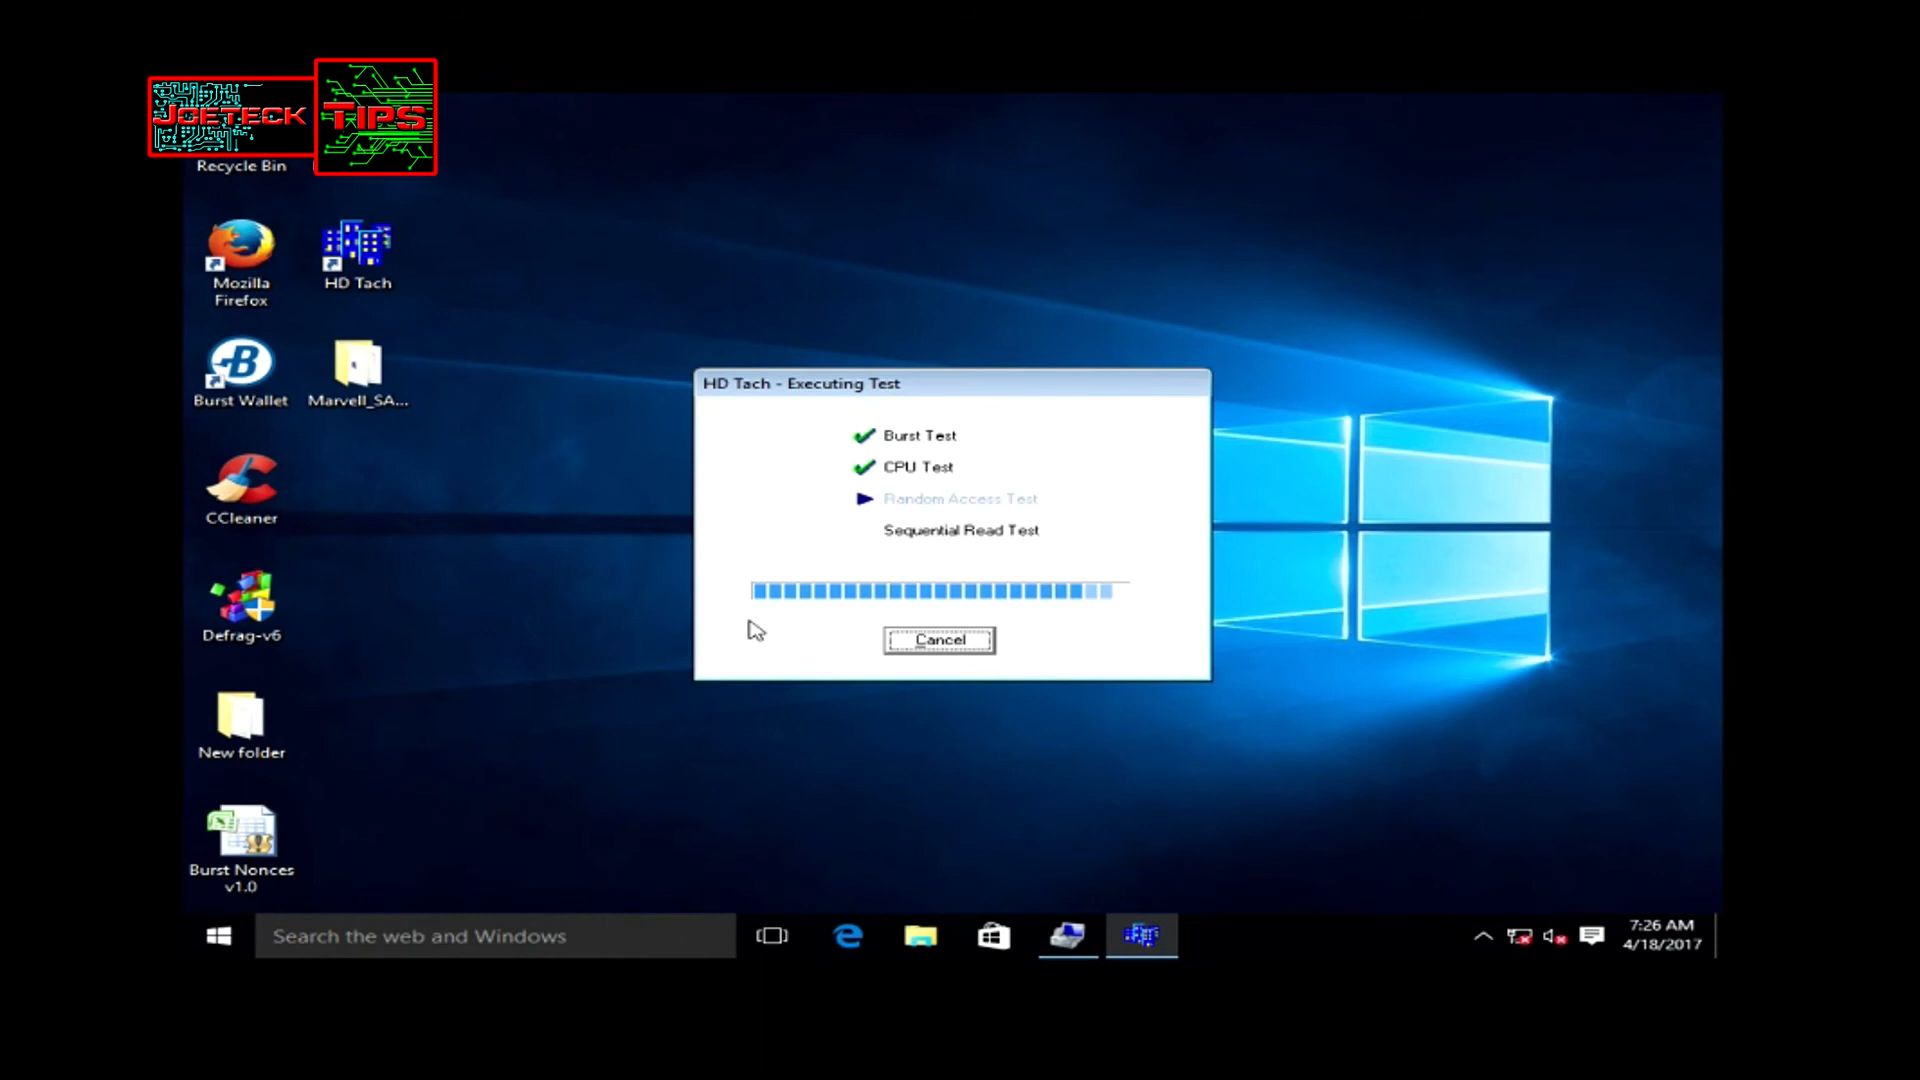 JOETECK TIPS
Recycle Bin
Mozilla
Firefox
HD Tach
Burst Wallet
Marvell_SA...
CCleaner
Defrag-v6
New folder
Burst Nonces
v1.0
HD Tach - Executing Test
Burst Test
CPU Test
Random Access Test
Sequential Read Test
Cancel
Search the web and Windows
7:26 AM
4/18/2017